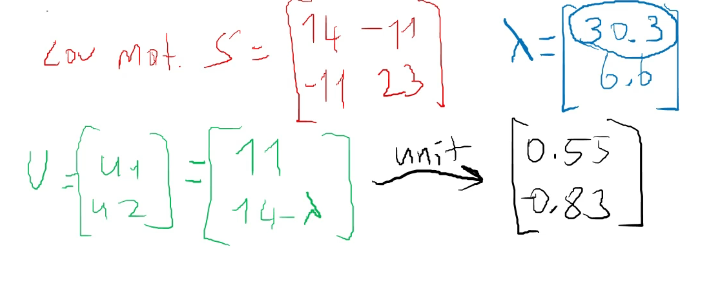 Cov mat. S = [14 -11
-11 23]
λ = [30.3
6.6]
U = [u1
u2] = [11
14-λ] unit → [0.55
-0.83]